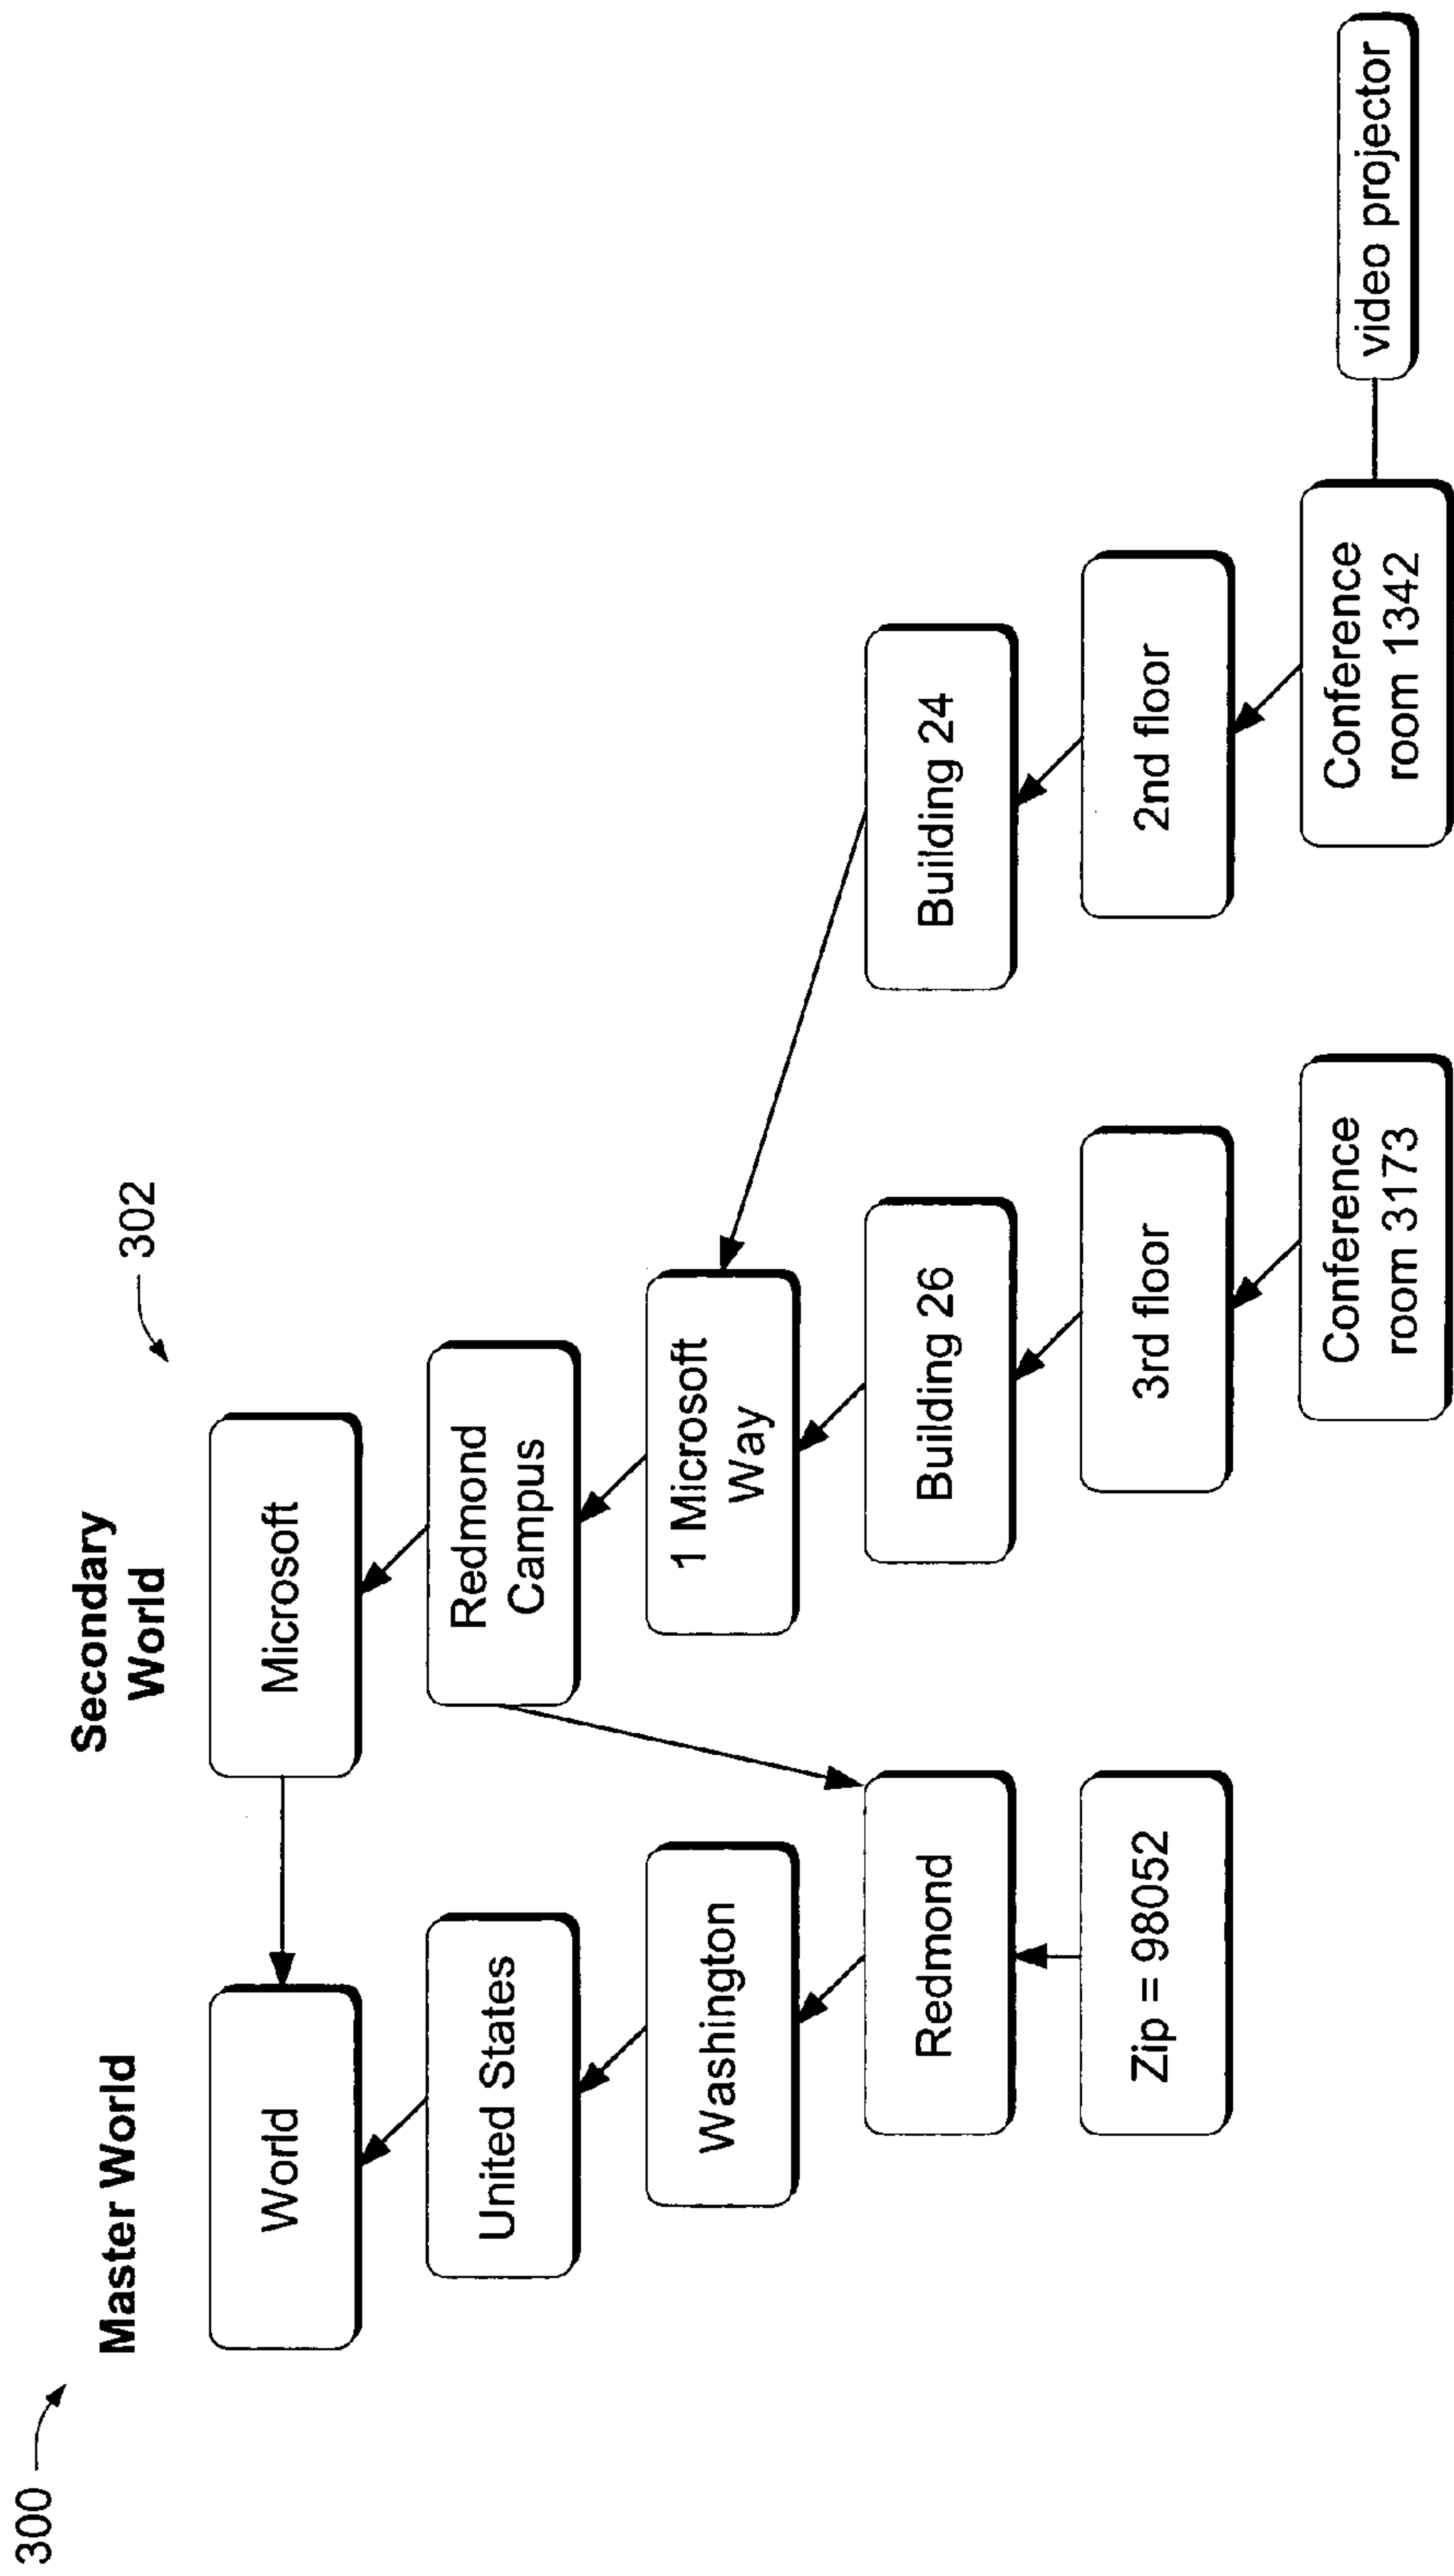 300
Master World
Secondary
World
302
World
Microsoft
United States
Redmond
Campus
Washington
1 Microsoft
Way
Redmond
Building 26
Building 24
Zip = 98052
3rd floor
2nd floor
Conference
room 3173
Conference
room 1342
video projector